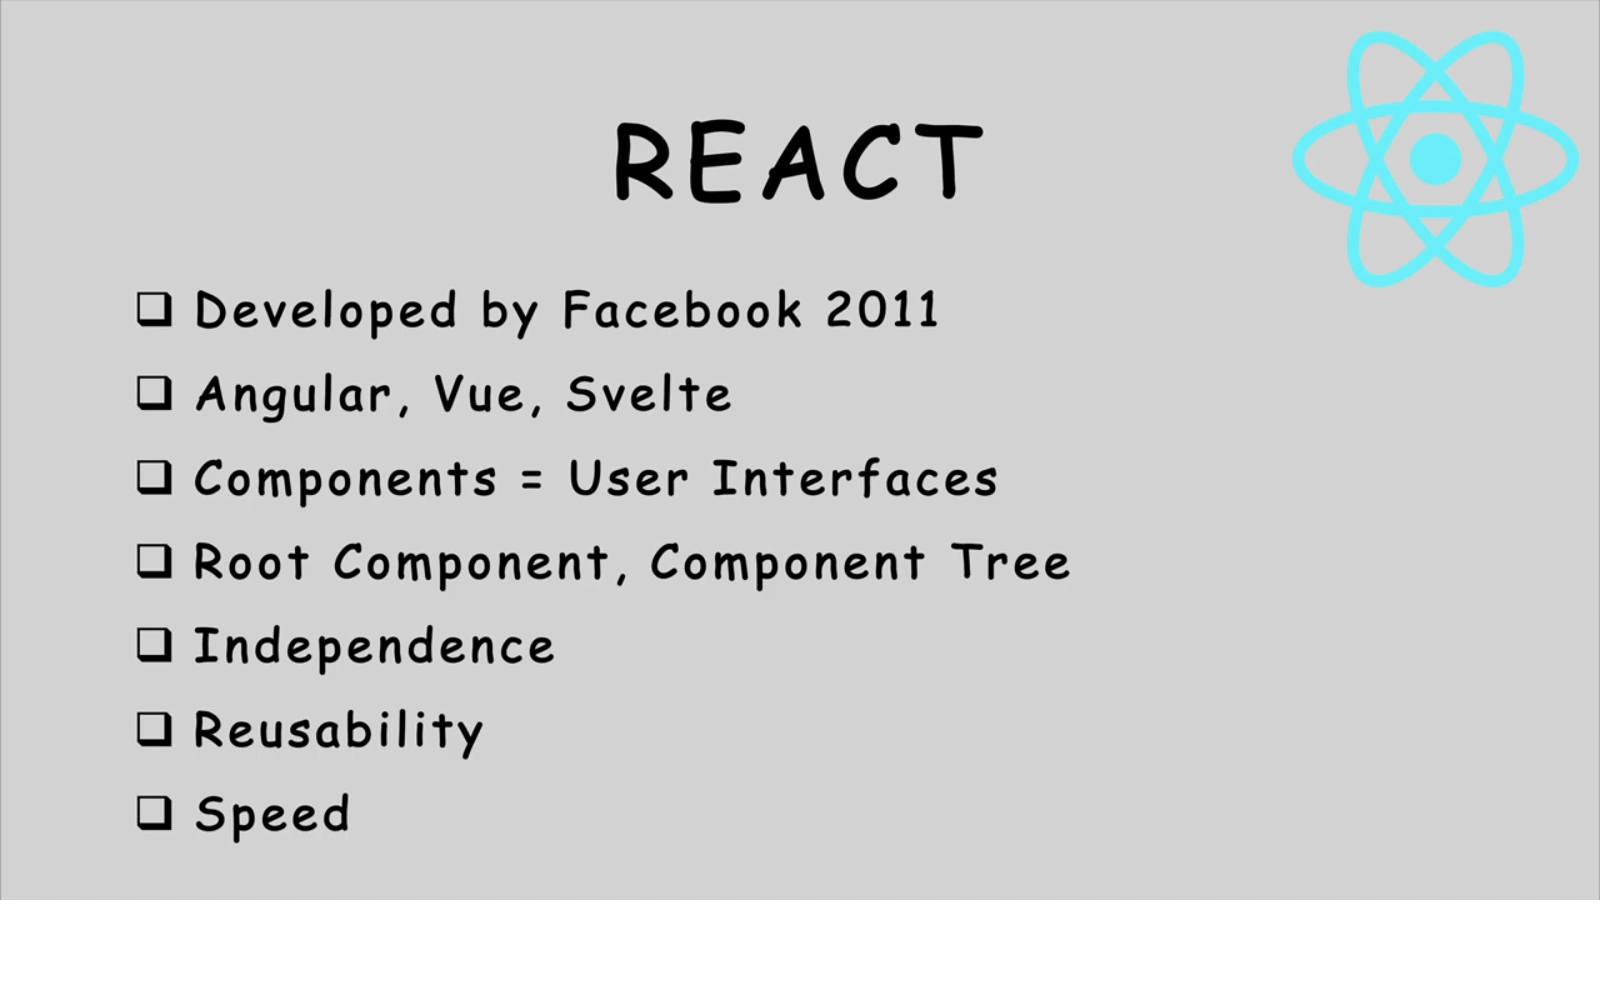 REACT
❑ Developed by Facebook 2011
❑ Angular, Vue, Svelte
❑ Components = User Interfaces
❑ Root Component, Component Tree
❑ Independence
❑ Reusability
❑ Speed